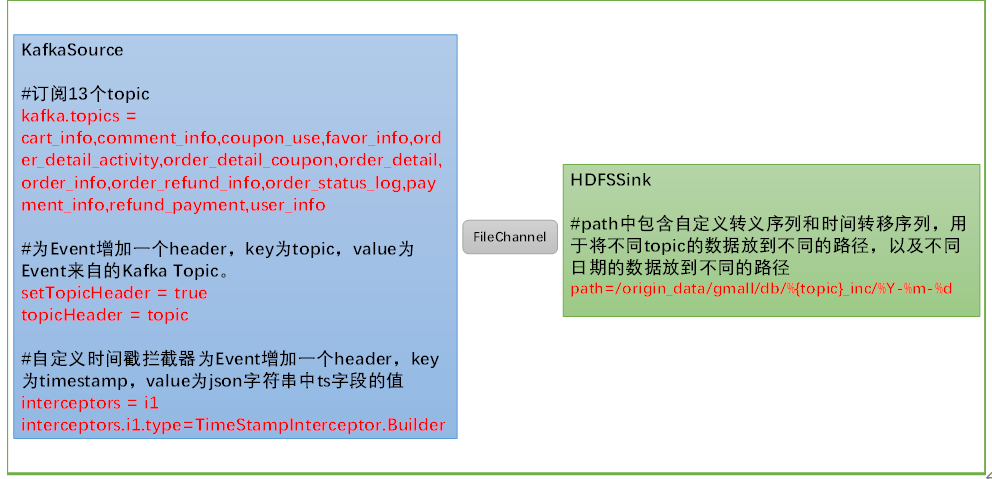 KafkaSource
#订阅13个topic
kafka.topics =
cart_info,comment_info,coupon_use,favor_info,ord
er_detail_activity,order_detail_coupon,order_detail,
order_info,order_refund_info,order_status_log,pay
ment_info,refund_payment,user_info
#为Event增加一个header，key为topic，value为
Event来自的Kafka Topic。
setTopicHeader = true
topicHeader = topic
#自定义时间戳拦截器为Event增加一个header，key
为timestamp，value为json字符串中ts字段的值
interceptors = i1
interceptors.i1.type=TimeStampInterceptor.Builder
FileChannel
HDFSSink
#path中包含自定义转义序列和时间转移序列，用
于将不同topic的数据放到不同的路径，以及不同
日期的数据放到不同的路径
path=/origin_data/gmall/db/%{topic}_inc/%Y-%m-%d